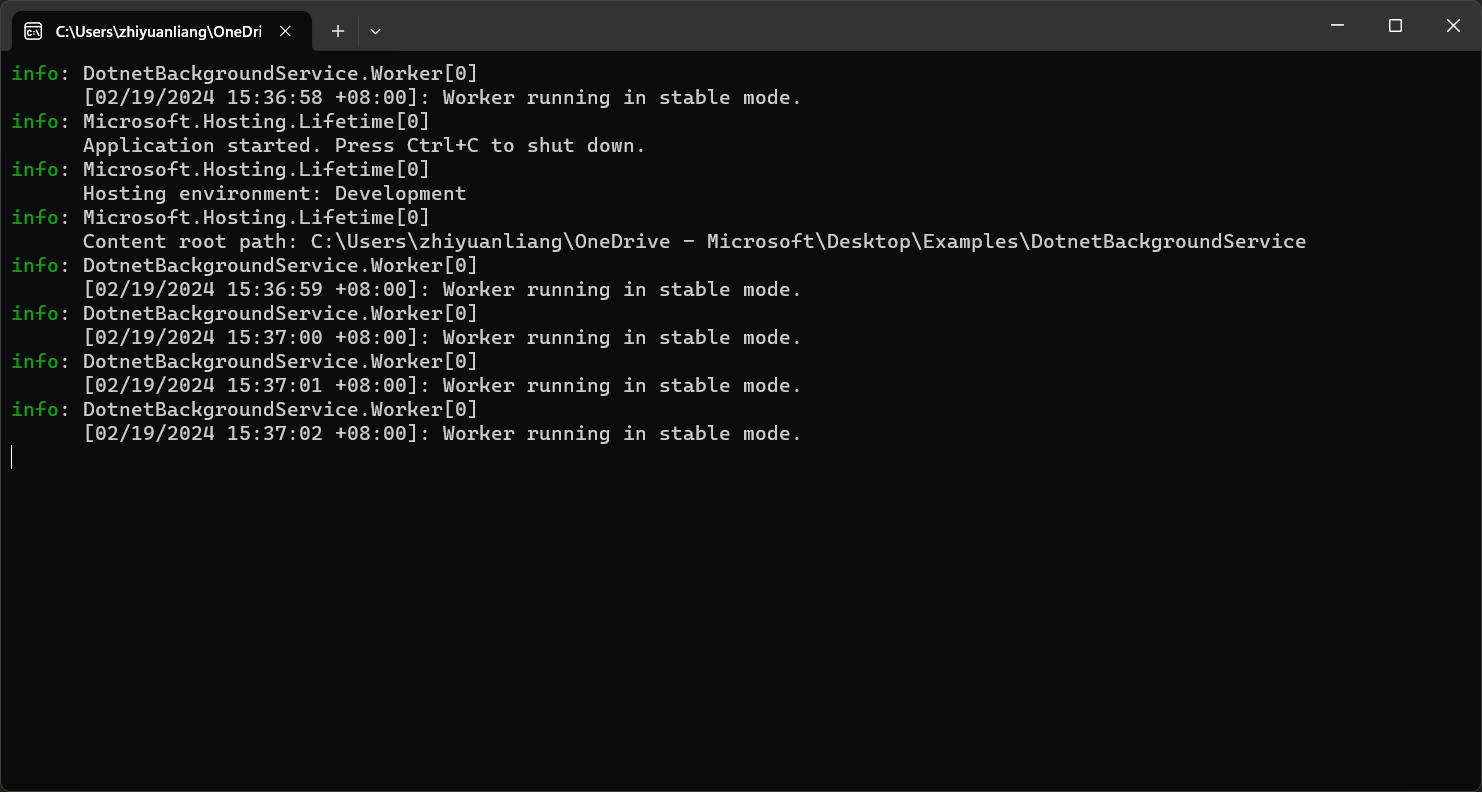 C:\Users\zhiyuanliang\OneDri
info: DotnetBackgroundService.Worker[0]
[02/19/2024 15:36:58 +08:00]: Worker running in stable mode.
info: Microsoft.Hosting.Lifetime[0]
Application started. Press Ctrl+C to shut down.
info: Microsoft.Hosting.Lifetime[0]
Hosting environment: Development
info: Microsoft.Hosting.Lifetime[0]
Content root path: C:\Users\zhiyuanliang\OneDrive - Microsoft\Desktop\Examples\DotnetBackgroundService
info: DotnetBackgroundService.Worker[0]
[02/19/2024 15:36:59 +08:00]: Worker running in stable mode.
info: DotnetBackgroundService.Worker[0]
[02/19/2024 15:37:00 +08:00]: Worker running in stable mode.
info: DotnetBackgroundService.Worker[0]
[02/19/2024 15:37:01 +08:00]: Worker running in stable mode.
info: DotnetBackgroundService.Worker[0]
[02/19/2024 15:37:02 +08:00]: Worker running in stable mode.